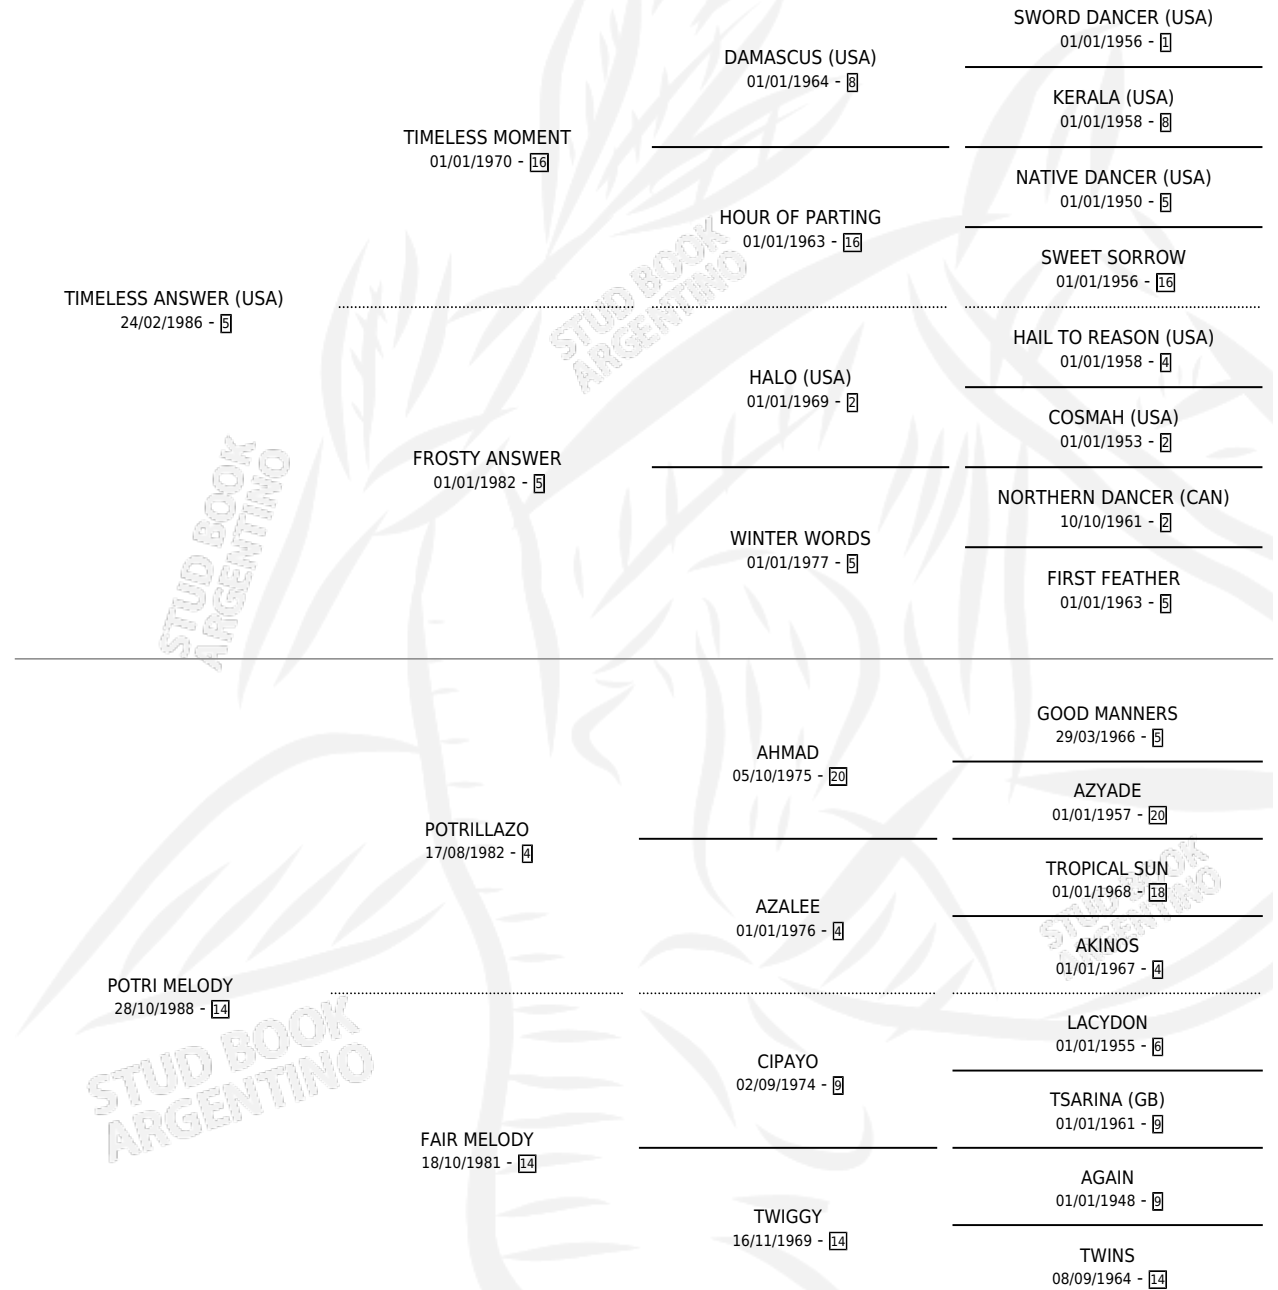 SWORD DANCER (USA)
01/01/1956 - 1
DAMASCUS (USA)
01/01/1964 - 8
KERALA (USA)
01/01/1958 - 8
TIMELESS MOMENT
01/01/1970 - 16
NATIVE DANCER (USA)
01/01/1950 - 5
HOUR OF PARTING
01/01/1963 - 16
SWEET SORROW
01/01/1956 - 16
TIMELESS ANSWER (USA)
24/02/1986 - 5
STUD BOOK
ARGENTINO
HAIL TO REASON (USA)
01/01/1958 - 4
HALO (USA)
01/01/1969 - 2
COSMAH (USA)
01/01/1953 - 2
FROSTY ANSWER
01/01/1982 - 5
NORTHERN DANCER (CAN)
10/10/1961 - 2
WINTER WORDS
01/01/1977 - 5
FIRST FEATHER
01/01/1963 - 5
STUD BOOK
ARGENTINO
GOOD MANNERS
29/03/1966 - 5
AHMAD
05/10/1975 - 20
AZYADE
01/01/1957 - 20
POTRILLAZO
17/08/1982 - 4
TROPICAL SUN
01/01/1968 - 18
STUD BOOK
ARGENTINO
AZALEE
01/01/1976 - 4
AKINOS
01/01/1967 - 4
POTRI MELODY
28/10/1988 - 14
LACYDON
01/01/1955 - 6
STUD BOOK
ARGENTINO
CIPAYO
02/09/1974 - 9
TSARINA (GB)
01/01/1961 - 9
FAIR MELODY
18/10/1981 - 14
AGAIN
01/01/1948 - 9
TWIGGY
16/11/1969 - 14
TWINS
08/09/1964 - 14